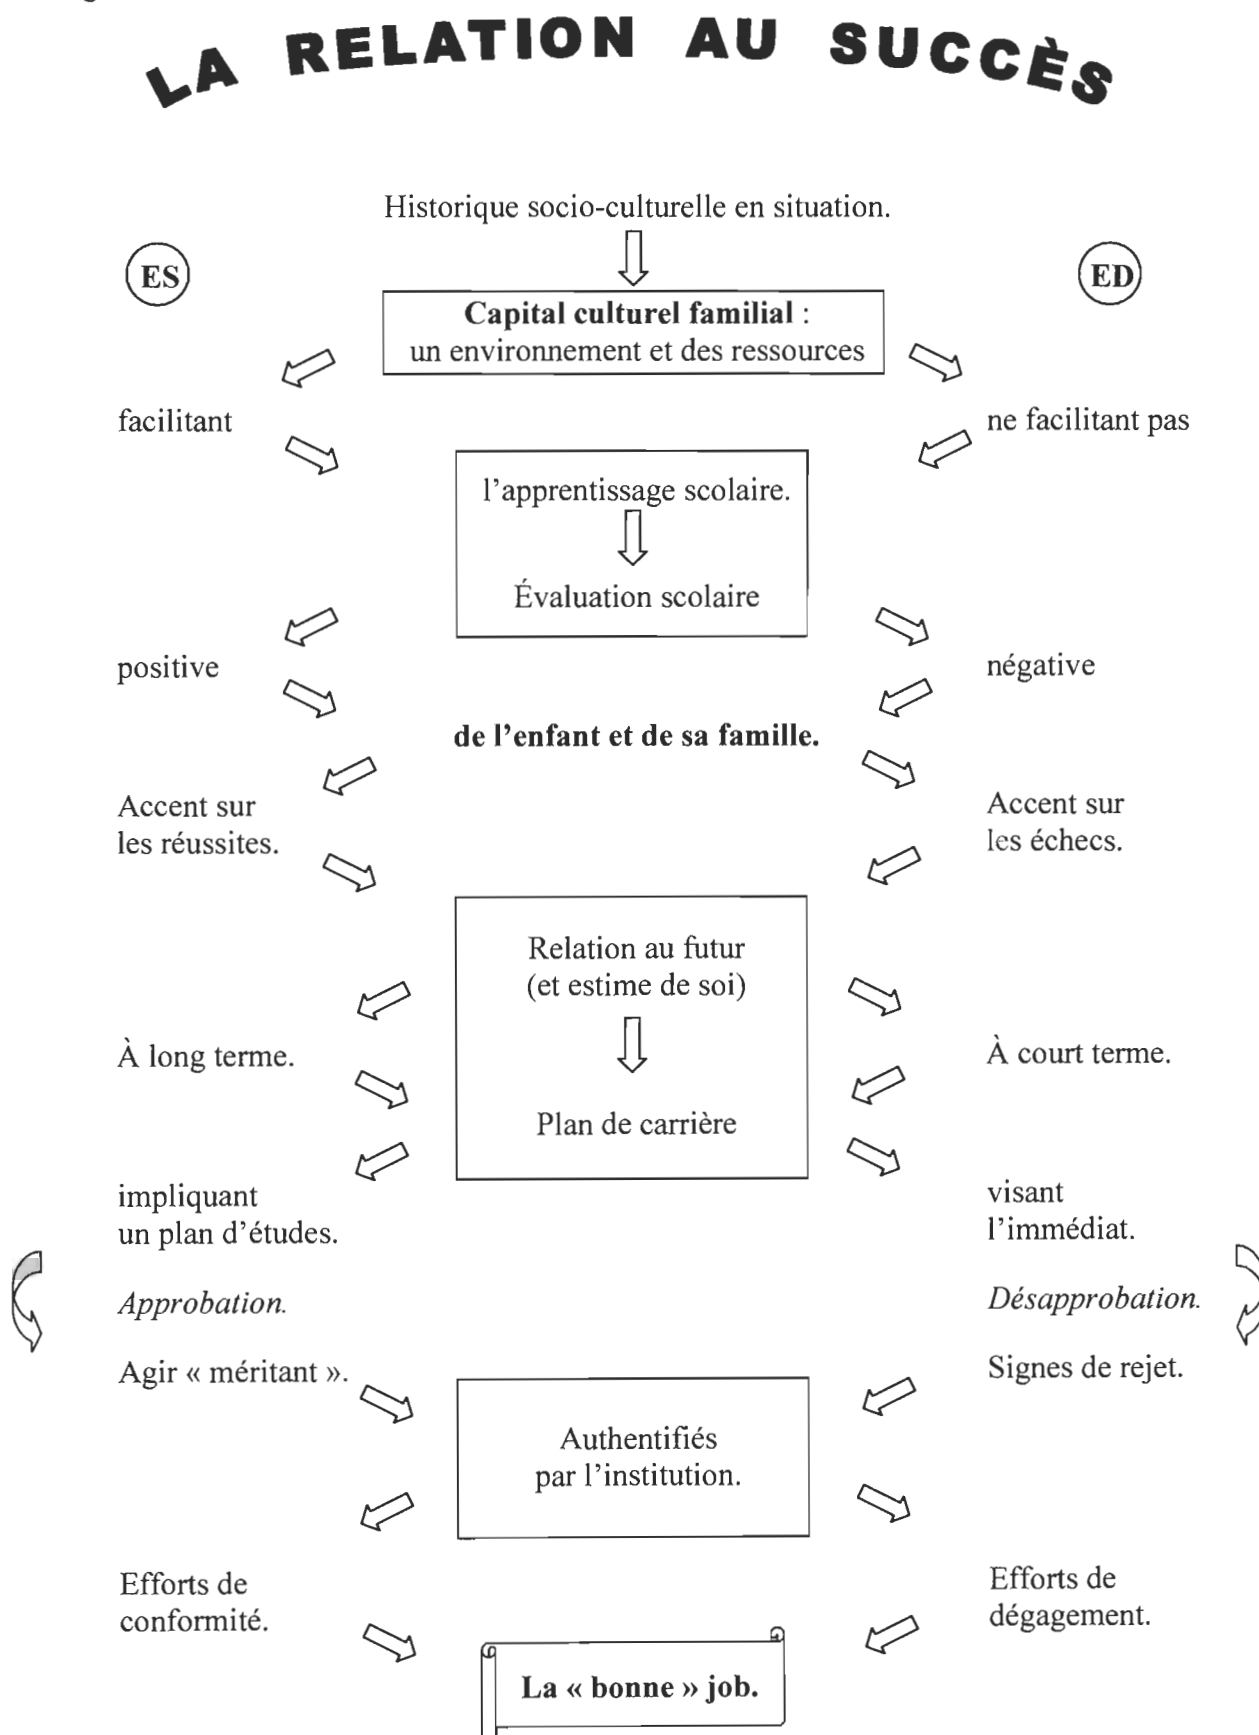 LA RELATION AU SUCCÈS
Historique socio-culturelle en situation.
ES
ED
Capital culturel familial :
un environnement et des ressources
facilitant
ne facilitant pas
l'apprentissage scolaire.
Évaluation scolaire
positive
négative
de l'enfant et de sa famille.
Accent sur
les réussites.
Accent sur
les échecs.
Relation au futur
(et estime de soi)
À long terme.
À court terme.
Plan de carrière
impliquant
un plan d'études.
visant
l'immédiat.
Approbation.
Désapprobation.
Agir « méritant ».
Signes de rejet.
Authentifiés
par l'institution.
Efforts de
conformité.
Efforts de
dégagement.
La « bonne » job.